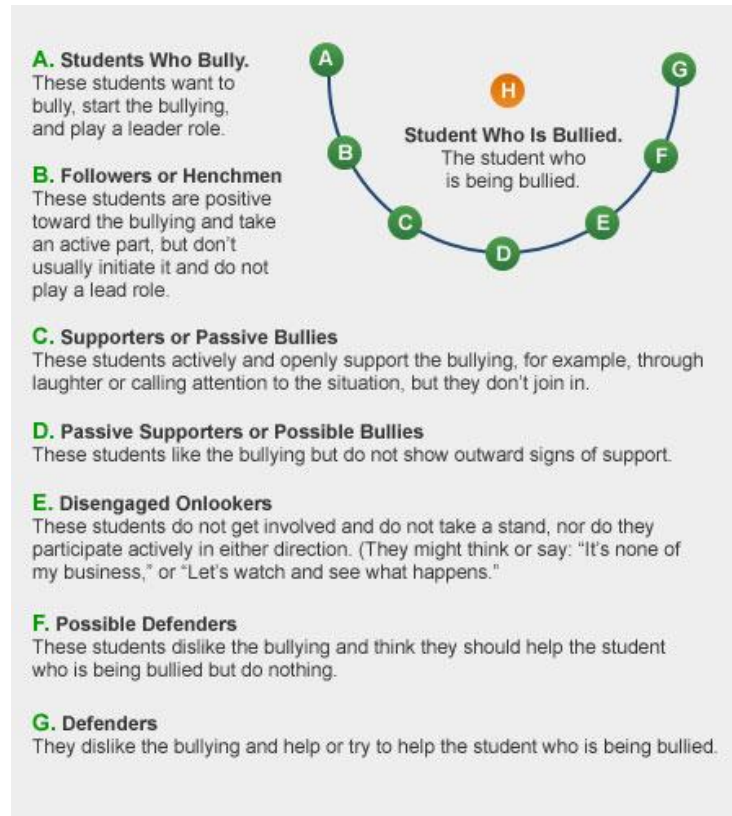 A. Students Who Bully.
These students want to
bully, start the bullying,
and play a leader role.
B. Followers or Henchmen
These students are positive
toward the bullying and take
an active part, but don't
usually initiate it and do not
play a lead role.
A
B
C
D
E
F
G
H
Student Who Is Bullied.
The student who
is being bullied.
C. Supporters or Passive Bullies
These students actively and openly support the bullying, for example, through
laughter or calling attention to the situation, but they don't join in.
D. Passive Supporters or Possible Bullies
These students like the bullying but do not show outward signs of support.
E. Disengaged Onlookers
These students do not get involved and do not take a stand, nor do they
participate actively in either direction. (They might think or say: “It's none of
my business,” or “Let's watch and see what happens.”
F. Possible Defenders
These students dislike the bullying and think they should help the student
who is being bullied but do nothing.
G. Defenders
They dislike the bullying and help or try to help the student who is being bullied.